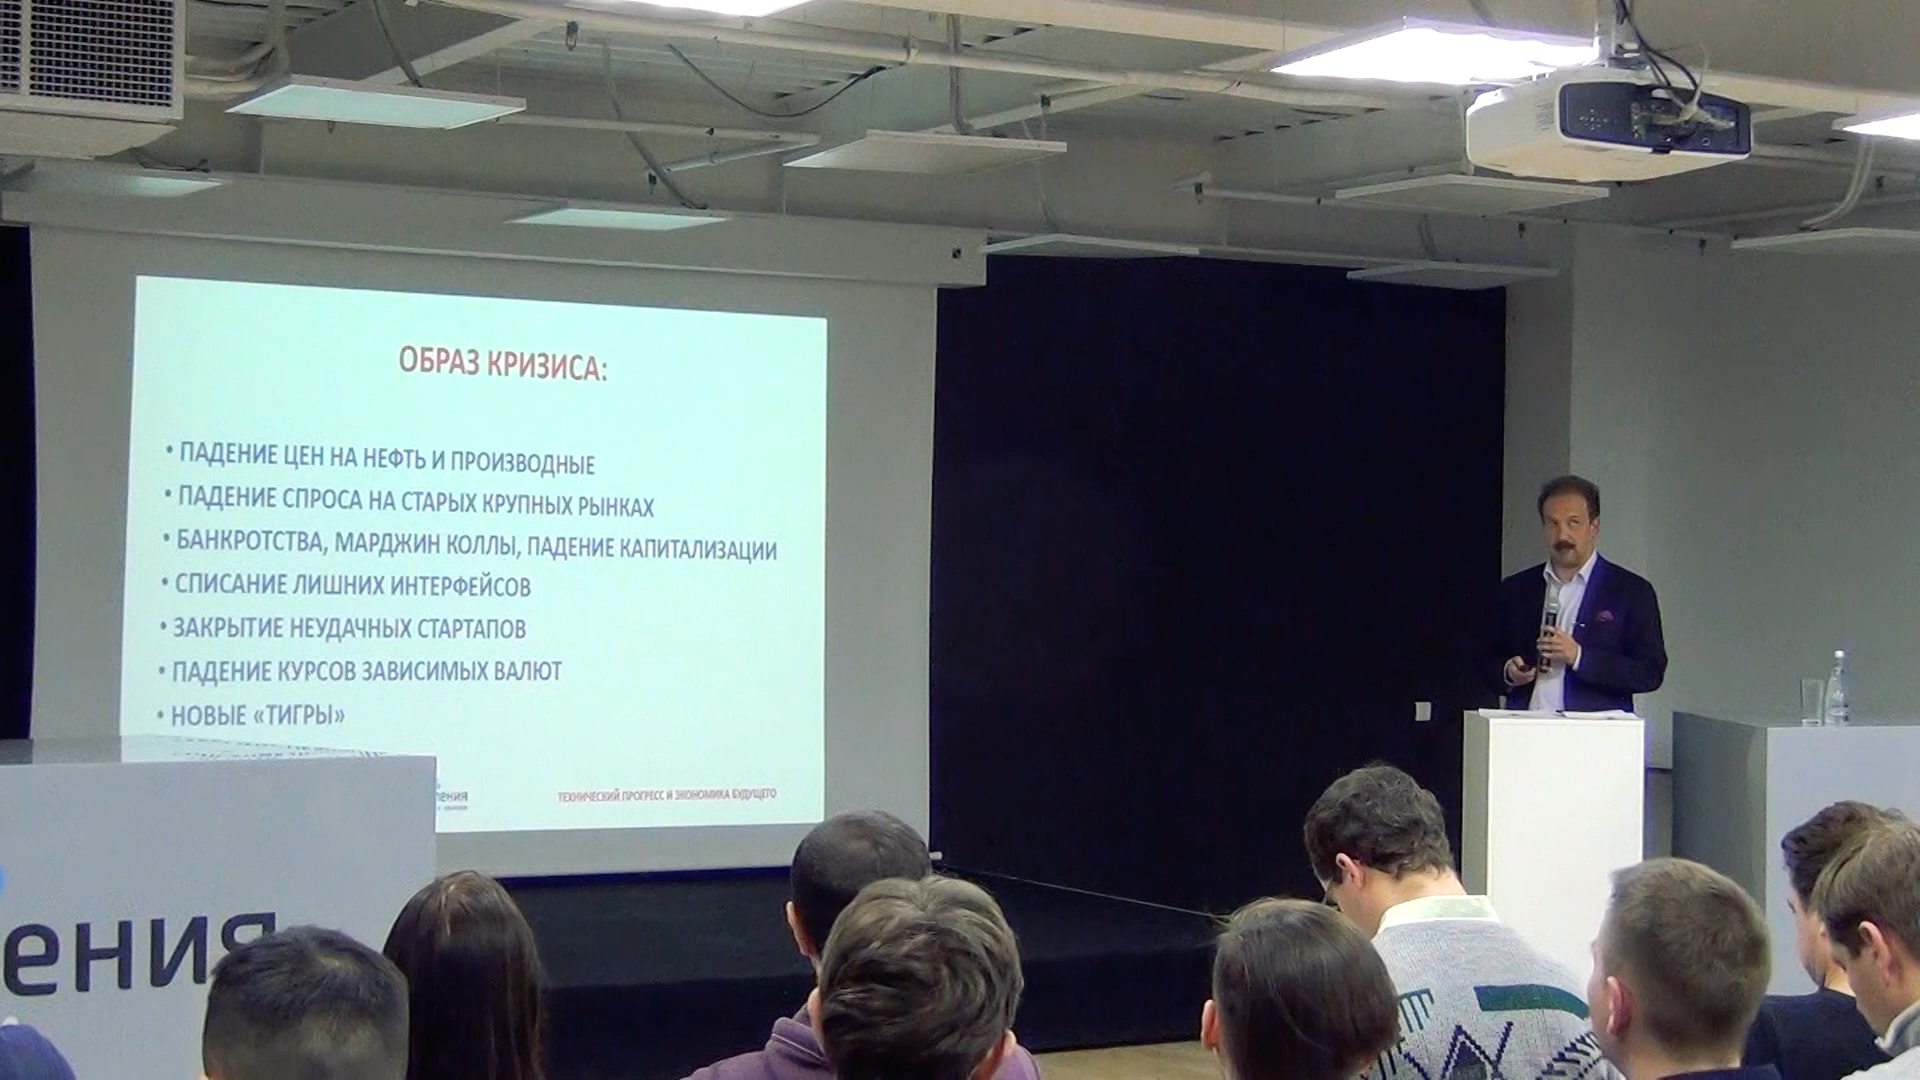 ОБРАЗ КРИЗИСА:
• ПАДЕНИЕ ЦЕН НА НЕФТЬ И ПРОИЗВОДНЫЕ
• ПАДЕНИЕ СПРОСА НА СТАРЫХ КРУПНЫХ РЫНКАХ
• БАНКРОТСТВА, МАРДЖИН КОЛЛЫ, ПАДЕНИЕ КАПИТАЛИЗАЦИИ
• СПИСАНИЕ ЛИШНИХ ИНТЕРФЕЙСОВ
• ЗАКРЫТИЕ НЕУДАЧНЫХ СТАРТАПОВ
• ПАДЕНИЕ КУРСОВ ЗАВИСИМЫХ ВАЛЮТ
• НОВЫЕ «ТИГРЫ»
ления
ТЕХНИЧЕСКИЙ ПРОГРЕСС И ЭКОНОМИКА БУДУЩЕГО
ения